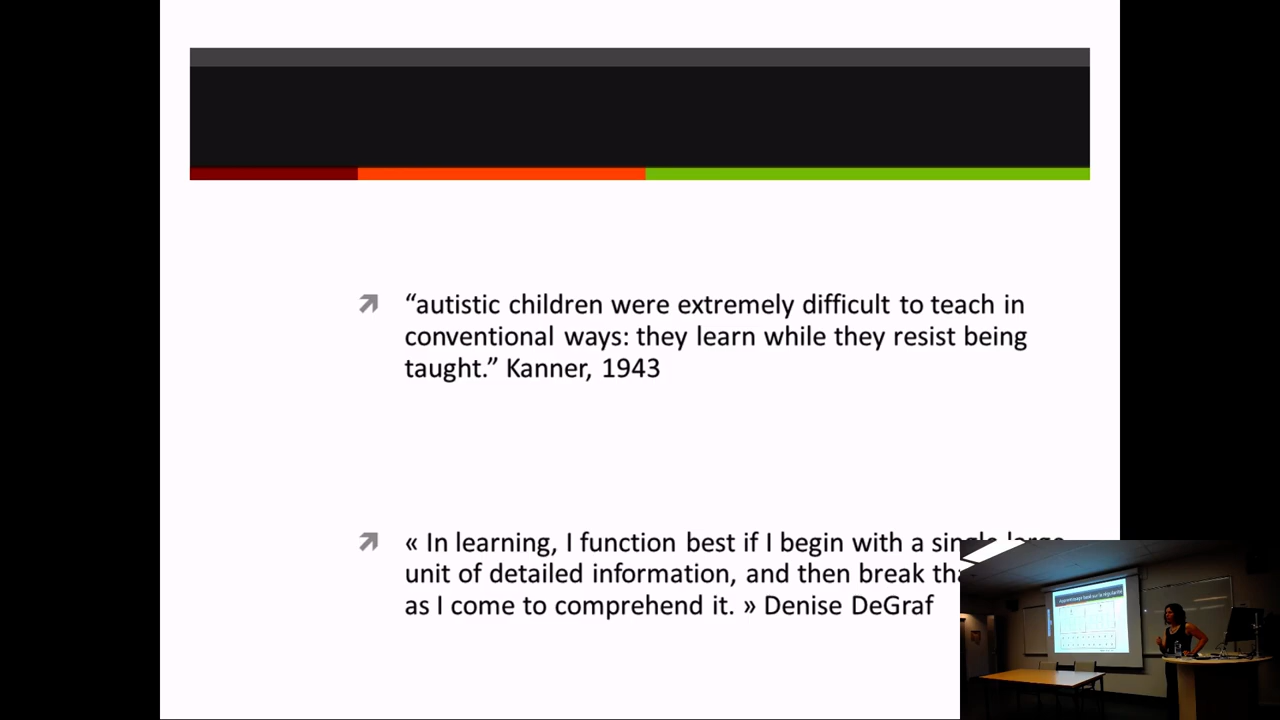 “autistic children were extremely difficult to teach in
conventional ways: they learn while they resist being
taught.” Kanner, 1943
« In learning, I function best if I begin with a single large
unit of detailed information, and then break
as I come to comprehend it. » Denise DeGraf